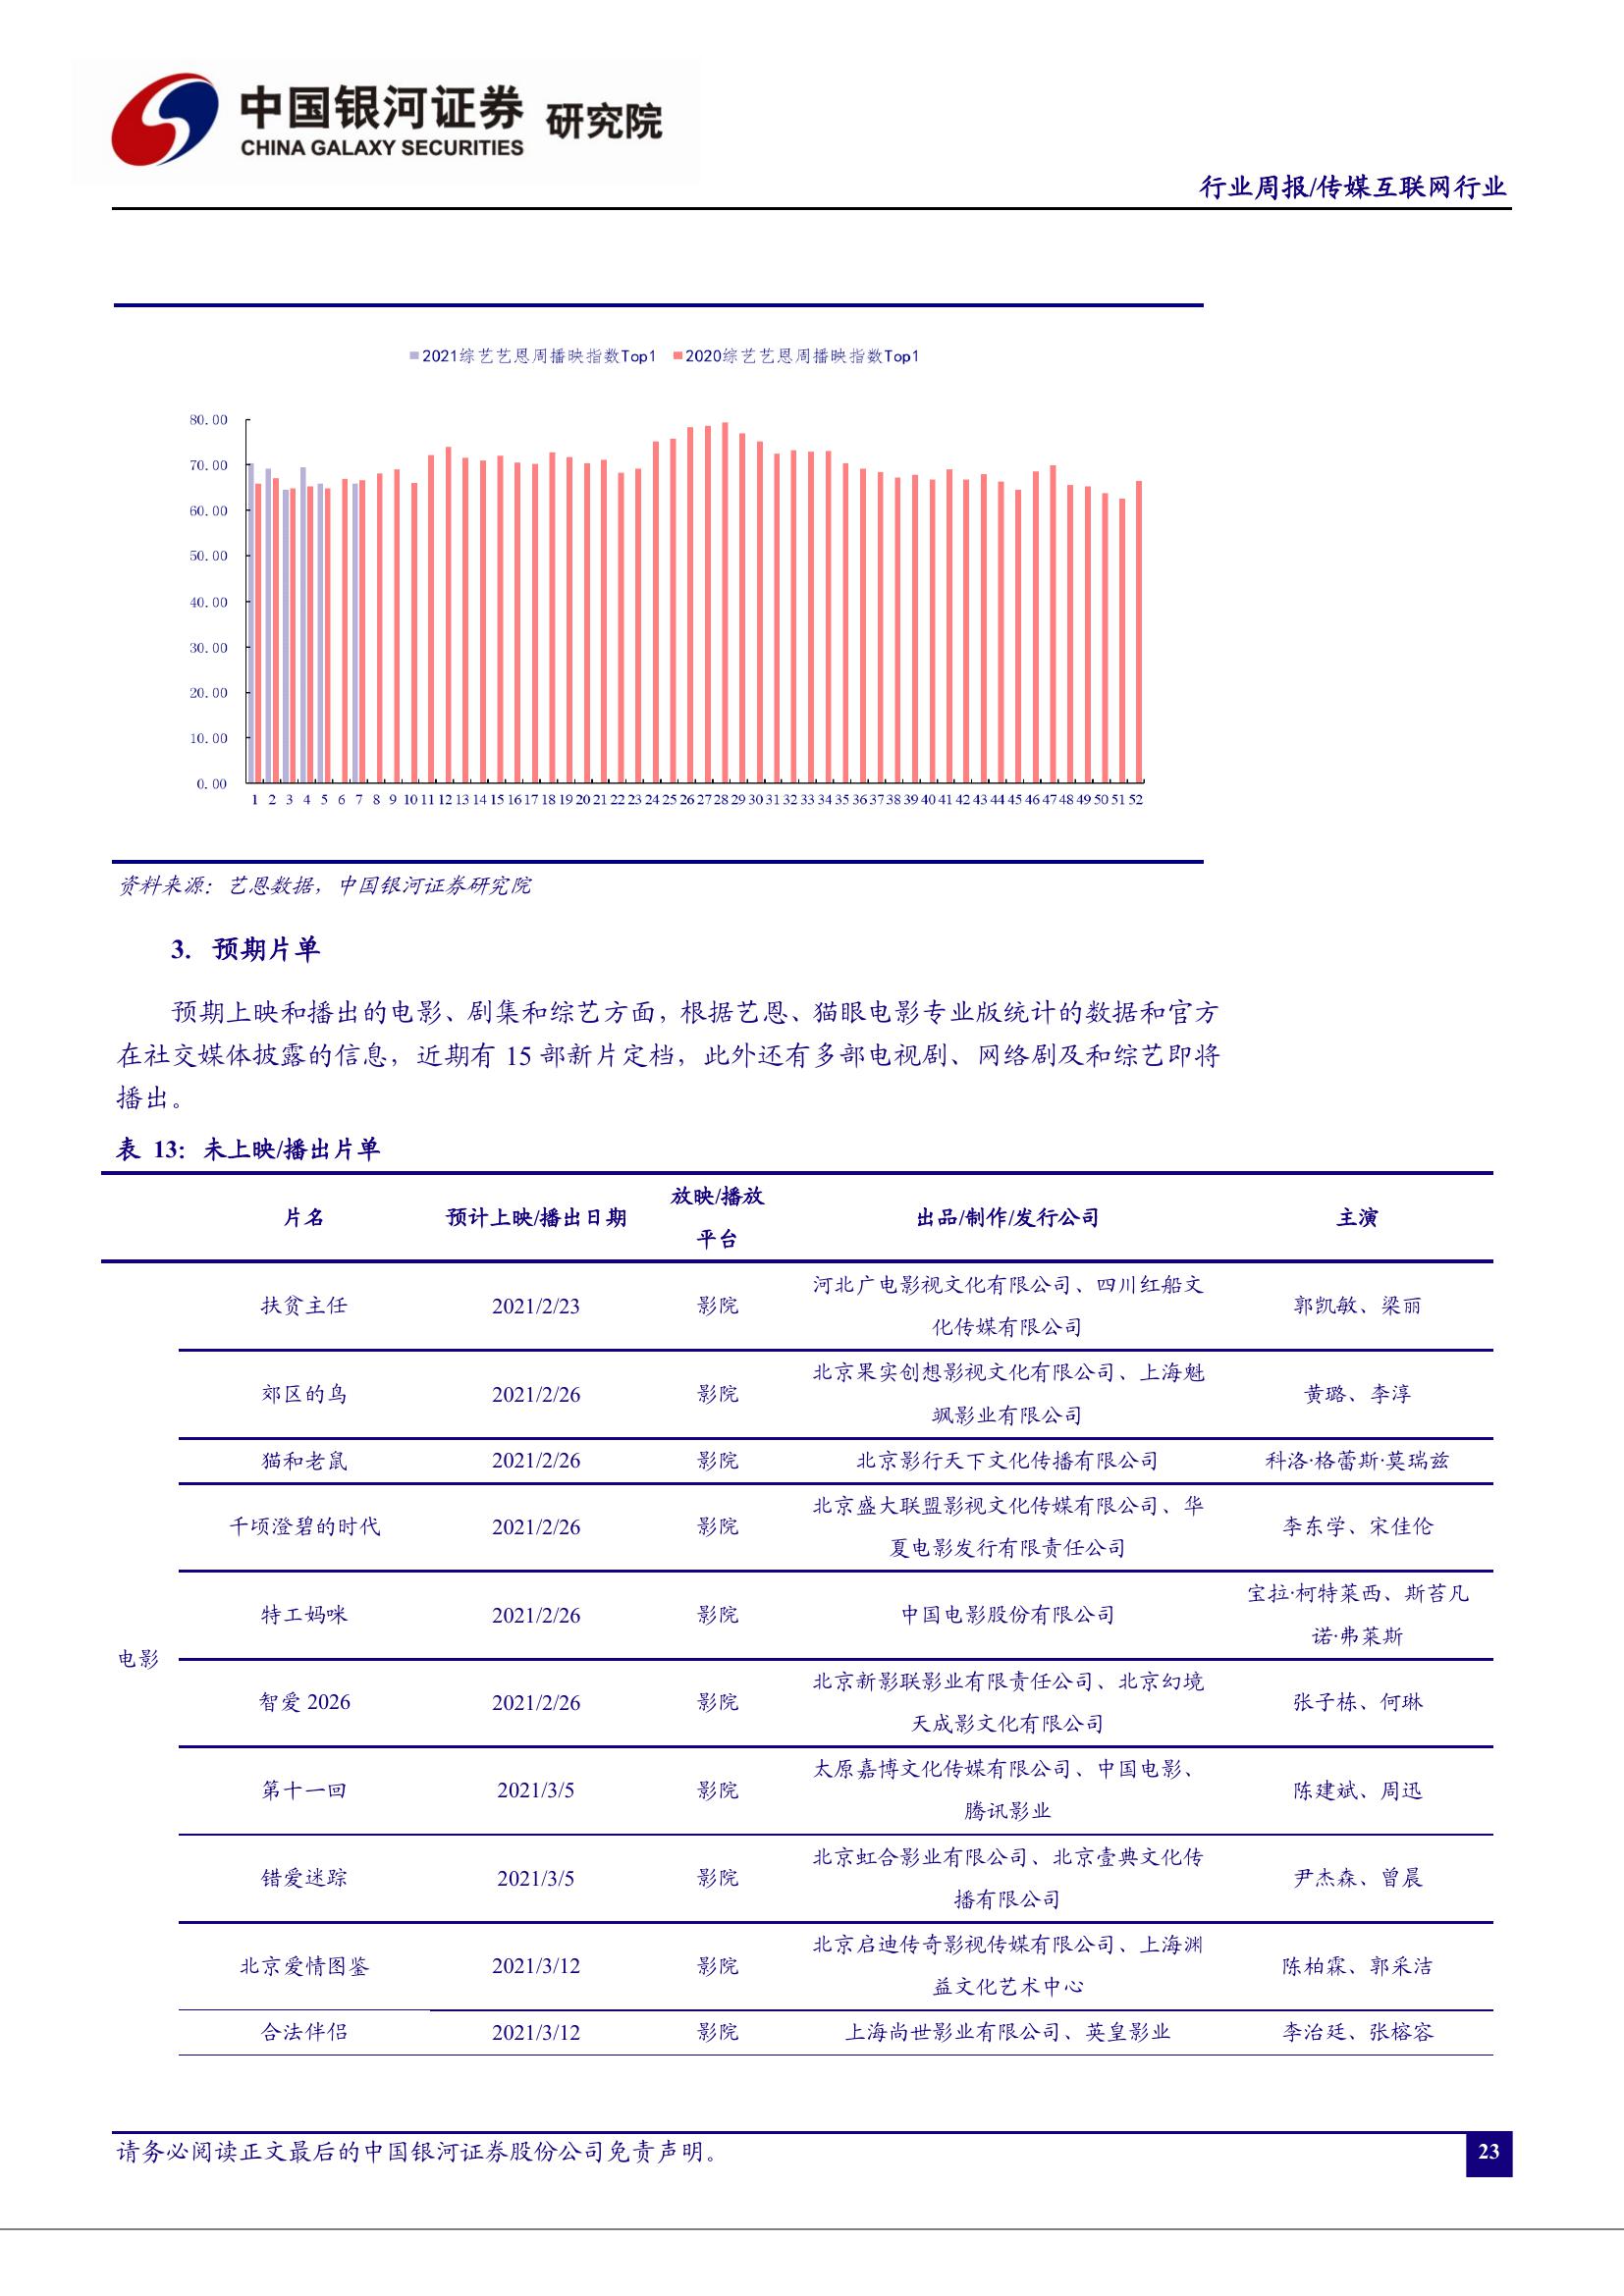 中国银河证券 研究院
CHINA GALAXY SECURITIES
行业周报/传媒互联网行业
2021综艺艺恩周播映指数Top1 2020综艺艺恩周播映指数Top1
80.00
70.00
60.00
50.00
40.00
30.00
20.00
10.00
0.00
1 2 3 4 5 6 7 8 9 10 11 12 13 14 15 16 17 18 19 20 21 22 23 24 25 26 27 28 29 30 31 32 33 34 35 36 37 38 39 40 41 42 43 44 45 46 47 48 49 50 51 52
资料来源：艺恩数据，中国银河证券研究院
3. 预期片单
预期上映和播出的电影、剧集和综艺方面，根据艺恩、猫眼电影专业版统计的数据和官方
在社交媒体披露的信息，近期有 15 部新片定档，此外还有多部电视剧、网络剧及和综艺即将
播出。
表 13：未上映/播出片单
片名 预计上映/播出日期 放映/播放 出品/制作/发行公司 主演
平台
河北广电影视文化有限公司、四川红船文
扶贫主任 2021/2/23 影院 郭凯敏、梁丽
化传媒有限公司
北京果实创想影视文化有限公司、上海魁
郊区的鸟 2021/2/26 影院 黄璐、李淳
飒影业有限公司
猫和老鼠 2021/2/26 影院 北京影行天下文化传播有限公司 科洛·格蕾斯·莫瑞兹
北京盛大联盟影视文化传媒有限公司、华
千顷澄碧的时代 2021/2/26 影院 李东学、宋佳伦
夏电影发行有限责任公司
宝拉·柯特莱西、斯苔凡
特工妈咪 2021/2/26 影院 中国电影股份有限公司
诺·弗莱斯
电影
北京新影联影业有限责任公司、北京幻境
智爱 2026 2021/2/26 影院 张子栋、何琳
天成影文化有限公司
太原嘉博文化传媒有限公司、中国电影、
第十一回 2021/3/5 影院 陈建斌、周迅
腾讯影业
北京虹合影业有限公司、北京壹典文化传
错爱迷踪 2021/3/5 影院 尹杰森、曾晨
播有限公司
北京启迪传奇影视传媒有限公司、上海渊
北京爱情图鉴 2021/3/12 影院 陈柏霖、郭采洁
益文化艺术中心
合法伴侣 2021/3/12 影院 上海尚世影业有限公司、英皇影业 李治廷、张榕容
请务必阅读正文最后的中国银河证券股份公司免责声明。
23